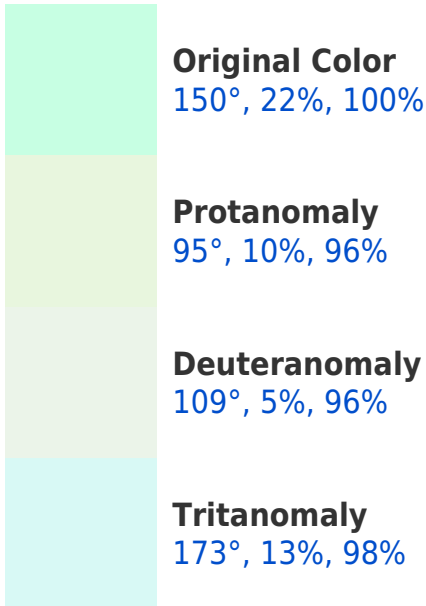 Original Color
150°, 22%, 100%
Protanomaly
95°, 10%, 96%
Deuteranomaly
109°, 5%, 96%
Tritanomaly
173°, 13%, 98%